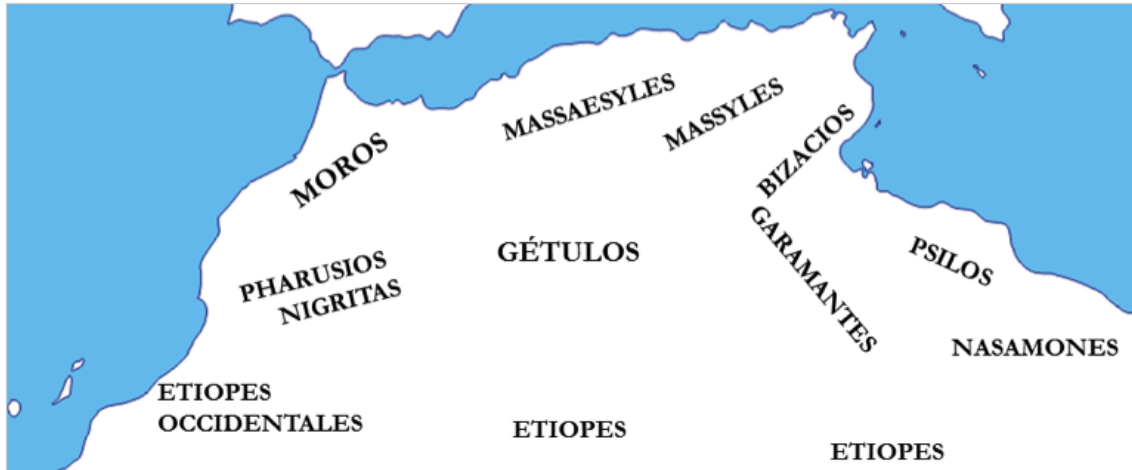 MASSAESYLES
MASSYLES
MOROS
BIZACIOS
GÉTULOS
GARAMANTES
PSILOS
PHARUSIOS
NIGRITAS
NASAMONES
ETIOPES
OCCIDENTALES
ETIOPES
ETIOPES